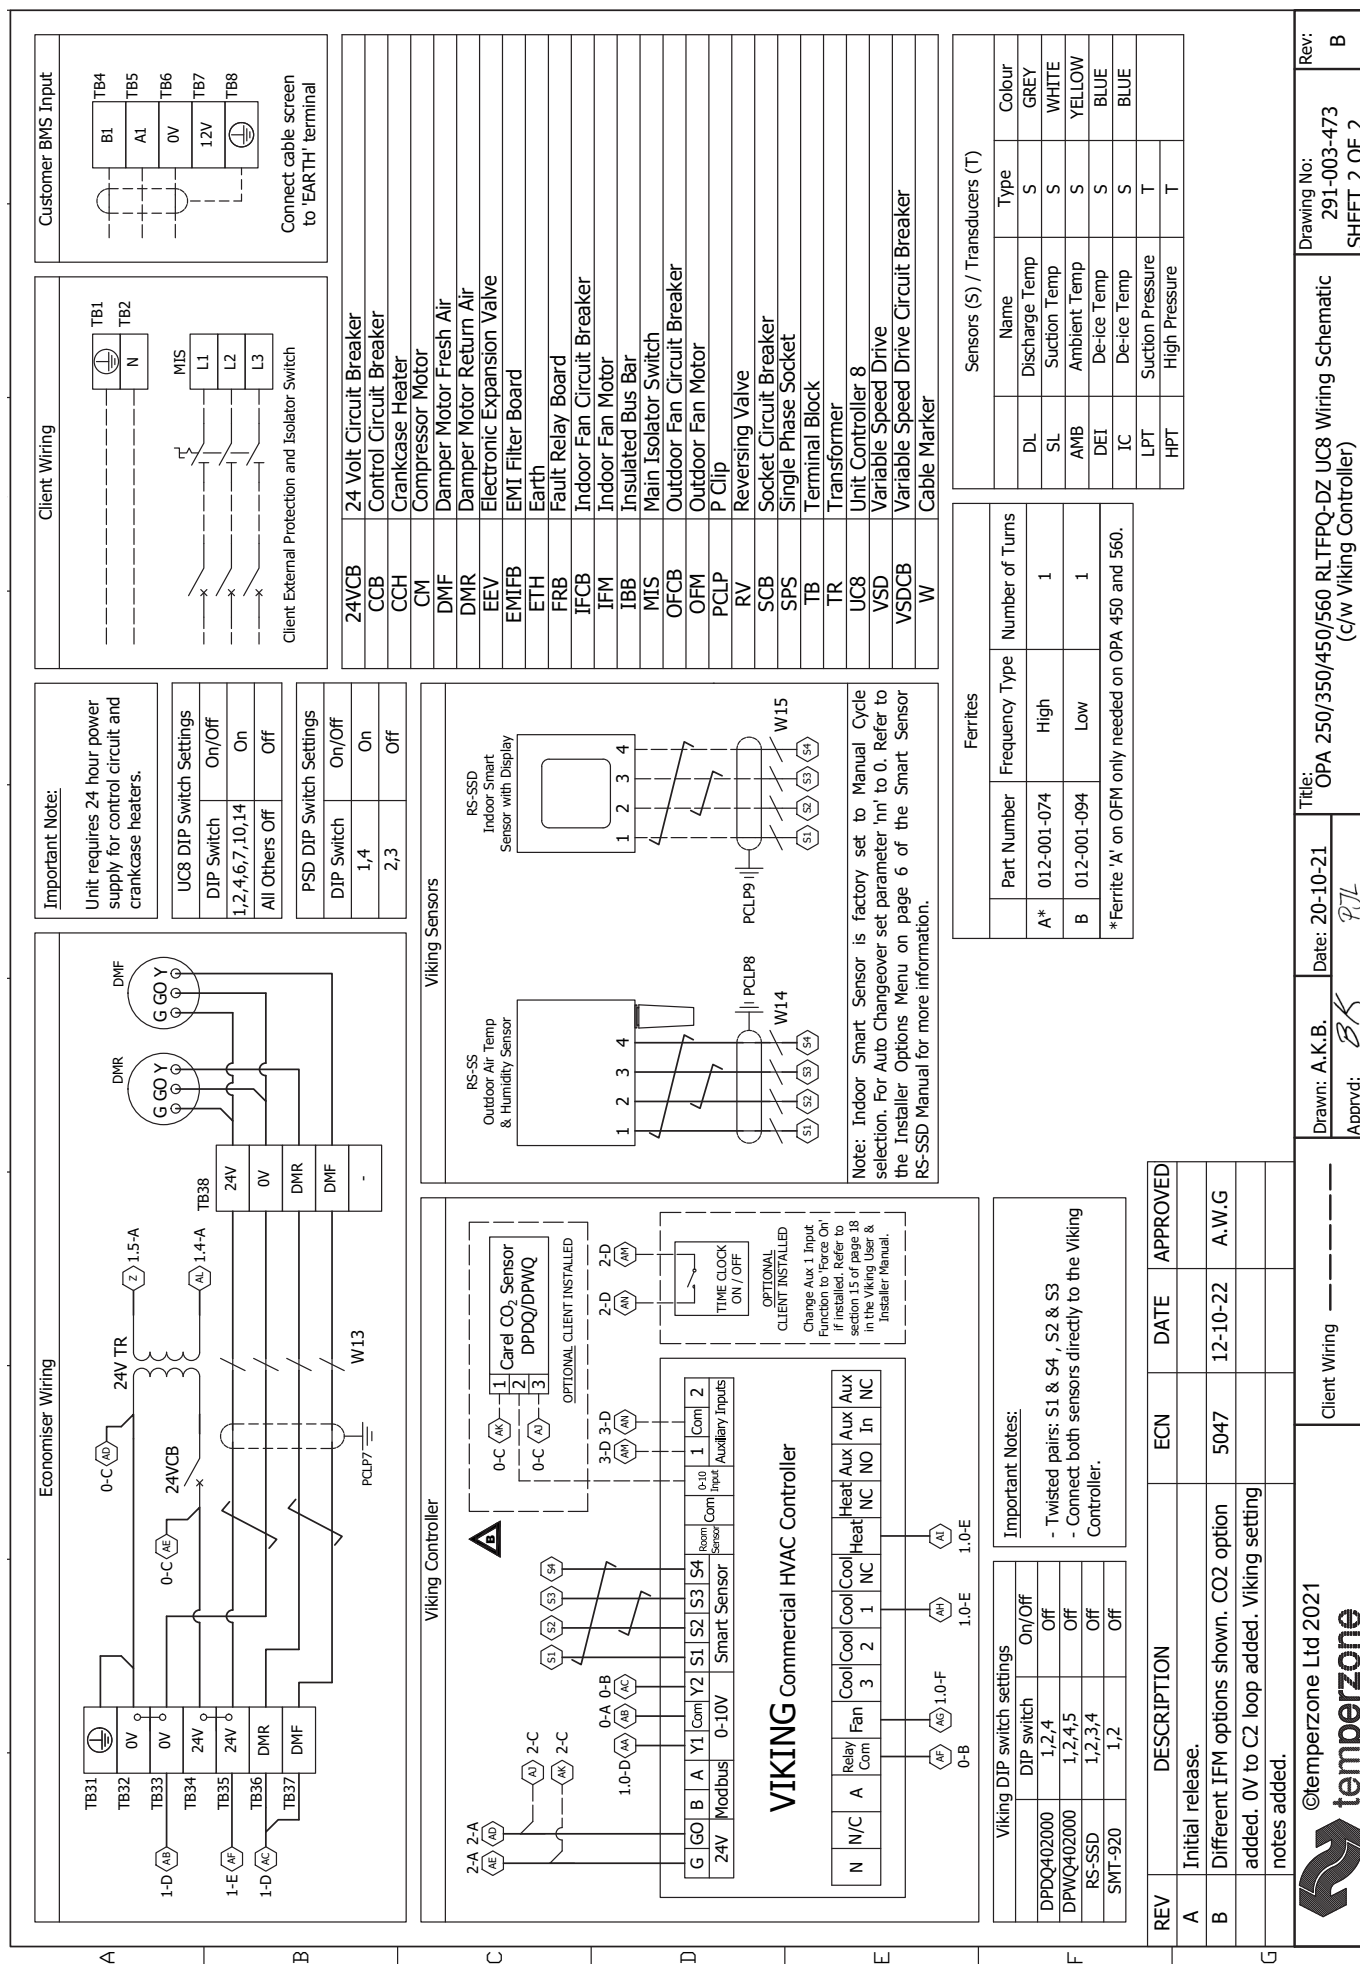 Economiser Wiring
TB31
TB32
TB33
TB34
TB35
TB36
TB37
0V
0V
24V
24V
DMR
DMF
1-D AB
1-E AF
1-D AC
0-C AD
0-C AE
24V TR
24VCB
Z 1.5-A
AL 1.4-A
W13
PCLP7
TB38
24V
0V
DMR
DMF
-
DMR
G GO Y
DMF
G GO Y
Important Note:
Unit requires 24 hour power
supply for control circuit and
crankcase heaters.
UC8 DIP Switch Settings
DIP Switch On/Off
1,2,4,6,7,10,14 On
All Others Off Off
PSD DIP Switch Settings
DIP Switch On/Off
1,4 On
2,3 Off
Client Wiring
TB1
TB2
N
MIS
L1
L2
L3
Client External Protection and Isolator Switch
Customer BMS Input
B1 TB4
A1 TB5
0V TB6
12V TB7
TB8
Connect cable screen
to 'EARTH' terminal
Viking Controller
B
2-A 2-A
AE AD
AJ 2-C
AK 2-C
1.0-D AA
0-A AB
0-B AC
S1 S2 S3 S4
0-C AK
0-C AJ
1
2
3
Carel CO2 Sensor
DPDQ/DPWQ
OPTIONAL CLIENT INSTALLED
3-D AM
3-D AN
2-D AN
2-D AM
TIME CLOCK
ON / OFF
OPTIONAL
CLIENT INSTALLED
Change Aux 1 Input
Function to 'Force On'
if installed. Refer to
section 15 of page 18
in the Viking User &
Installer Manual.
G GO B A Y1 Com Y2 S1 S2 S3 S4 Room Sensor Com 0-10 Input 1 Com 2
24V Modbus 0-10V Smart Sensor Auxiliary Inputs
VIKING Commercial HVAC Controller
N N/C A Relay Com Fan Cool 3 Cool 2 Cool 1 Cool NC Heat Heat NC Aux NO Aux In Aux NC
AF 0-B
AG 1.0-F
AH 1.0-E
AI 1.0-E
Viking Sensors
RS-SS
Outdoor Air Temp
& Humidity Sensor
1 2 3 4
PCLP8
W14
S1 S2 S3 S4
RS-SSD
Indoor Smart
Sensor with Display
1 2 3 4
PCLP9
W15
S1 S2 S3 S4
Note: Indoor Smart Sensor is factory set to Manual Cycle
selection. For Auto Changeover set parameter 'nn' to 0. Refer to
the Installer Options Menu on page 6 of the Smart Sensor
RS-SSD Manual for more information.
24VCB 24 Volt Circuit Breaker
CCB Control Circuit Breaker
CCH Crankcase Heater
CM Compressor Motor
DMF Damper Motor Fresh Air
DMR Damper Motor Return Air
EEV Electronic Expansion Valve
EMIFB EMI Filter Board
ETH Earth
FRB Fault Relay Board
IFCB Indoor Fan Circuit Breaker
IFM Indoor Fan Motor
IBB Insulated Bus Bar
MIS Main Isolator Switch
OFCB Outdoor Fan Circuit Breaker
OFM Outdoor Fan Motor
PCLP P Clip
RV Reversing Valve
SCB Socket Circuit Breaker
SPS Single Phase Socket
TB Terminal Block
TR Transformer
UC8 Unit Controller 8
VSD Variable Speed Drive
VSDCB Variable Speed Drive Circuit Breaker
W Cable Marker
Viking DIP switch settings
DIP switch On/Off
DPDQ402000 1,2,4 Off
DPWQ402000 1,2,4,5 Off
RS-SSD 1,2,3,4 Off
SMT-920 1,2 Off
Important Notes:
- Twisted pairs: S1 & S4 , S2 & S3
- Connect both sensors directly to the Viking
Controller.
Ferrites
Part Number Frequency Type Number of Turns
A* 012-001-074 High 1
B 012-001-094 Low 1
*Ferrite 'A' on OFM only needed on OPA 450 and 560.
Sensors (S) / Transducers (T)
Name Type Colour
DL Discharge Temp S GREY
SL Suction Temp S WHITE
AMB Ambient Temp S YELLOW
DEI De-ice Temp S BLUE
IC De-ice Temp S BLUE
LPT Suction Pressure T
HPT High Pressure T
REV DESCRIPTION ECN DATE APPROVED
A Initial release.
B Different IFM options shown. CO2 option 5047 12-10-22 A.W.G
added. 0V to C2 loop added. Viking setting
notes added.
©temperzone Ltd 2021
temperzone
Client Wiring
Drawn: A.K.B.
Date: 20-10-21
Apprvd: BK PJL
Title:
OPA 250/350/450/560 RLTFPQ-DZ UC8 Wiring Schematic
(c/w Viking Controller)
Drawing No:
291-003-473
SHEET 2 OF 2
Rev:
B
A
B
C
D
E
F
G